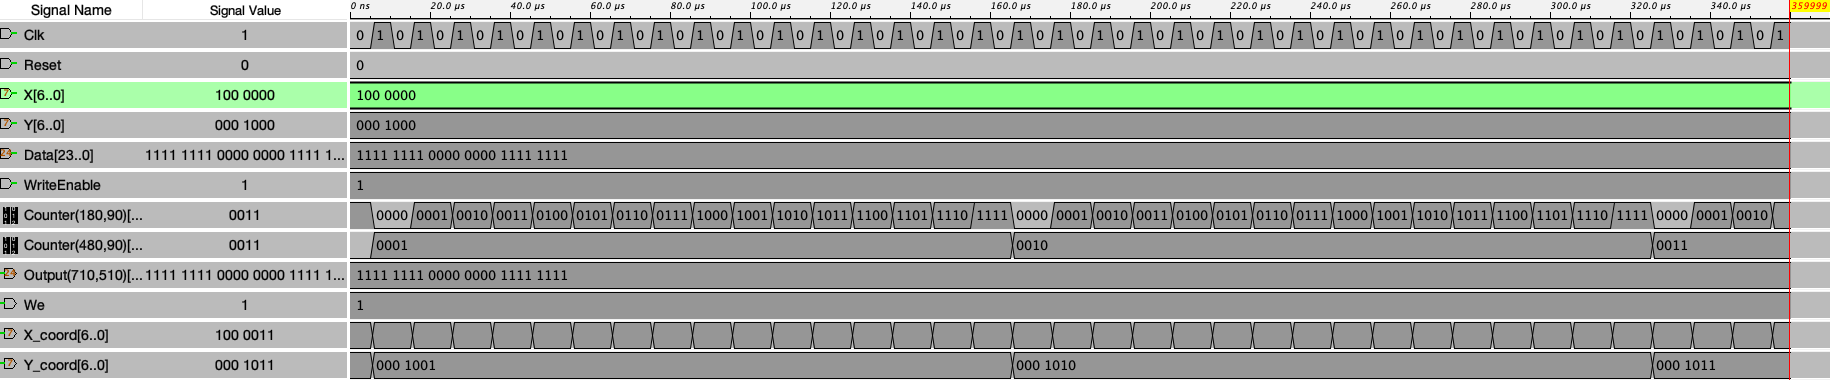 Signal Name Signal Value 0 ns 20.0 µs 40.0 µs 60.0 µs 80.0 µs 100.0 µs 120.0 µs 140.0 µs 160.0 µs 180.0 µs 200.0 µs 220.0 µs 240.0 µs 260.0 µs 280.0 µs 300.0 µs 320.0 µs 340.0 µs 359999
Clk 1 0 1 0 1 0 1 0 1 0 1 0 1 0 1 0 1 0 1 0 1 0 1 0 1 0 1 0 1 0 1 0 1 0 1 0 1 0 1 0 1 0 1 0 1 0 1 0 1 0 1 0 1 0 1 0 1 0 1 0 1 0 1 0 1 0 1 0 1 0 1 0 1
Reset 0 0
X[6..0] 100 0000 100 0000
Y[6..0] 000 1000 000 1000
Data[23..0] 1111 1111 0000 0000 1111 1... 1111 1111 0000 0000 1111 1111
WriteEnable 1 1
Counter(180,90)[... 0011 0000 0001 0010 0011 0100 0101 0110 0111 1000 1001 1010 1011 1100 1101 1110 1111 0000 0001 0010 0011 0100 0101 0110 0111 1000 1001 1010 1011 1100 1101 1110 1111 0000 0001 0010
Counter(480,90)[... 0011 0001 0010 0011
Output(710,510)[... 1111 1111 0000 0000 1111 1... 1111 1111 0000 0000 1111 1111
We 1 1
X_coord[6..0] 100 0011
Y_coord[6..0] 000 1011 000 1001 000 1010 000 1011